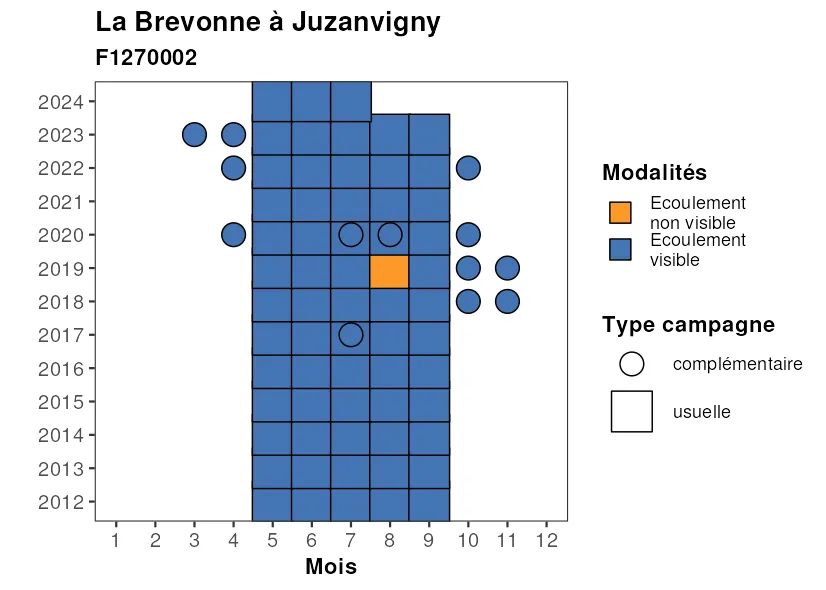 La Brevonne à Juzanvigny
F1270002
2024
2023
2022
2021
2020
2019
2018
2017
2016
2015
2014
2013
2012
1 2 3 4 5 6 7 8 9 10 11 12
Mois
Modalités
Ecoulement
non visible
Ecoulement
visible
Type campagne
complémentaire
usuelle